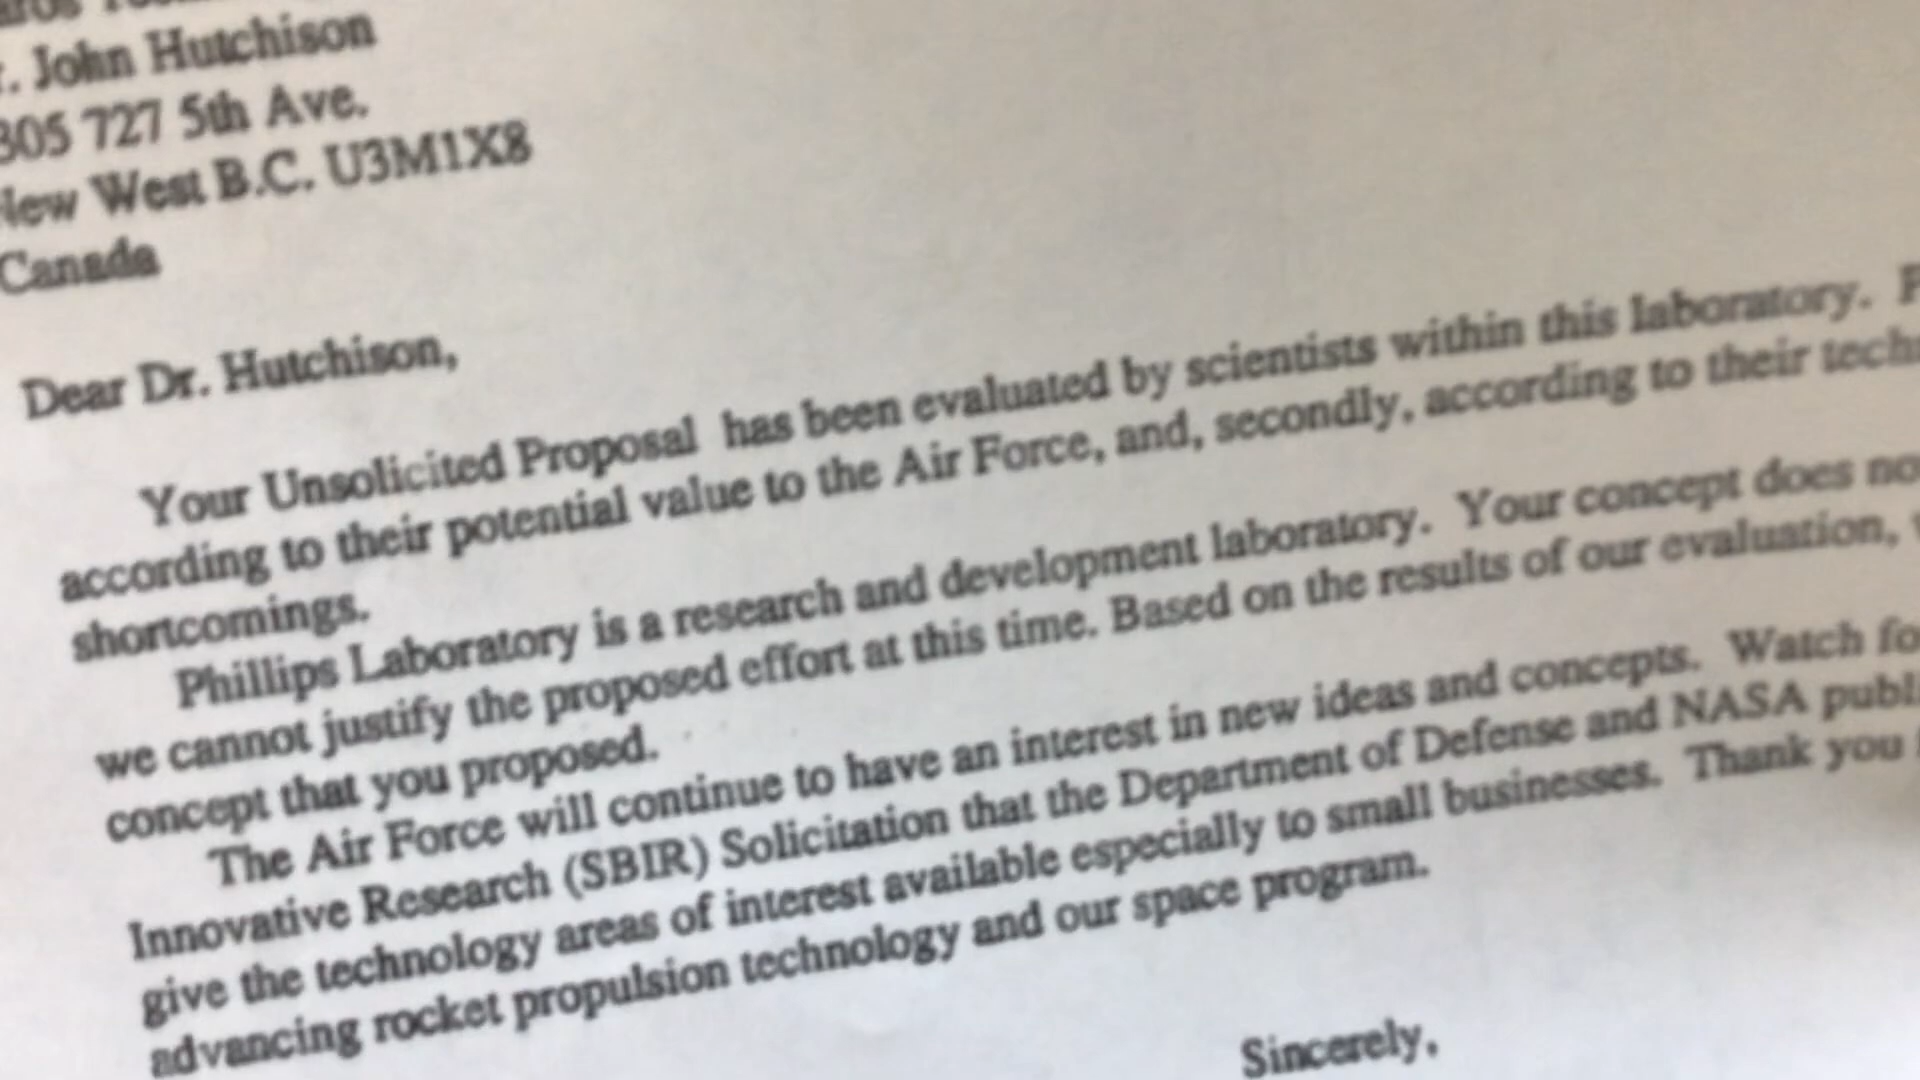 . John Hutchison
305 727 5th Ave.
New West B.C. U3M1X8
Canada
Dear Dr. Hutchison,
Your Unsolicited Proposal has been evaluated by scientists within this laboratory.
according to their potential value to the Air Force, and, secondly, according to their
shortcomings.
Phillips Laboratory is a research and development laboratory. Your concept does
we cannot justify the proposed effort at this time. Based on the results of our evaluation,
concept that you proposed.
The Air Force will continue to have an interest in new ideas and concepts. Watch
Innovative Research (SBIR) Solicitation that the Department of Defense and NASA
give the technology areas of interest available especially to small businesses. Thank you
advancing rocket propulsion technology and our space program.
Sincerely,